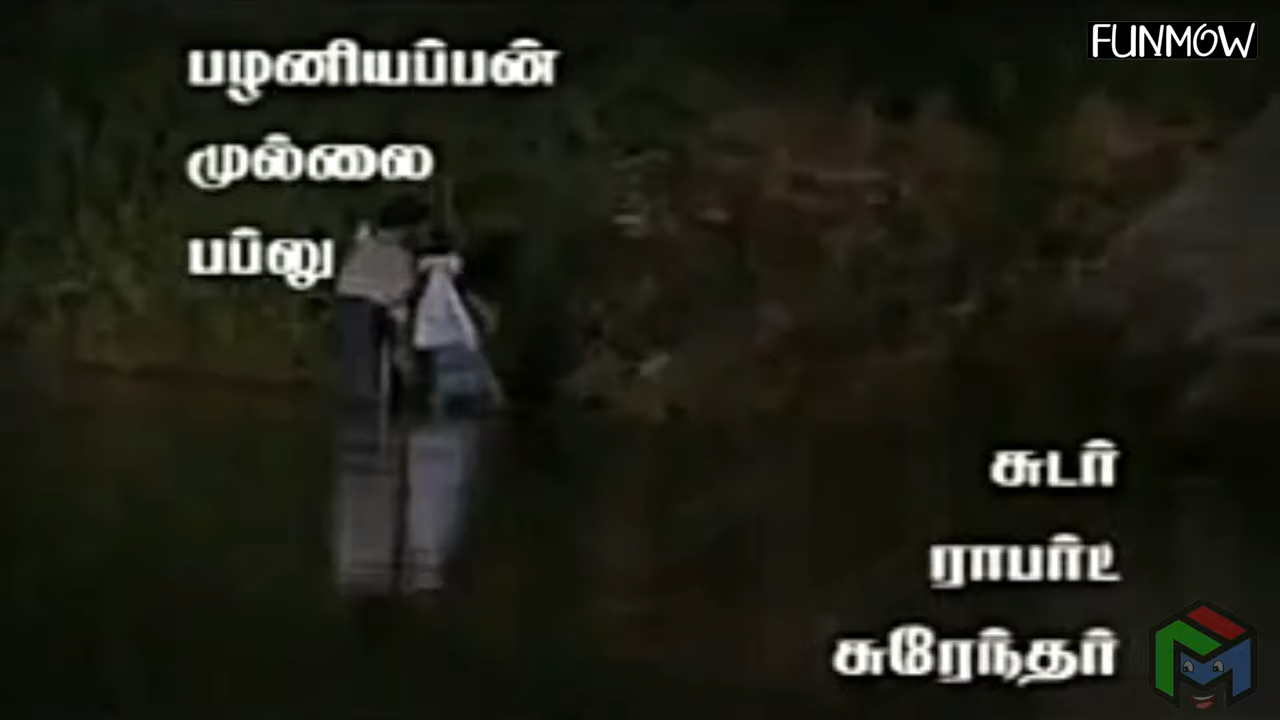 FUNMOW
பழனியப்பன்
முல்லை
பப்லு
சுடர்
ராபர்ட்
சுரேந்தர்